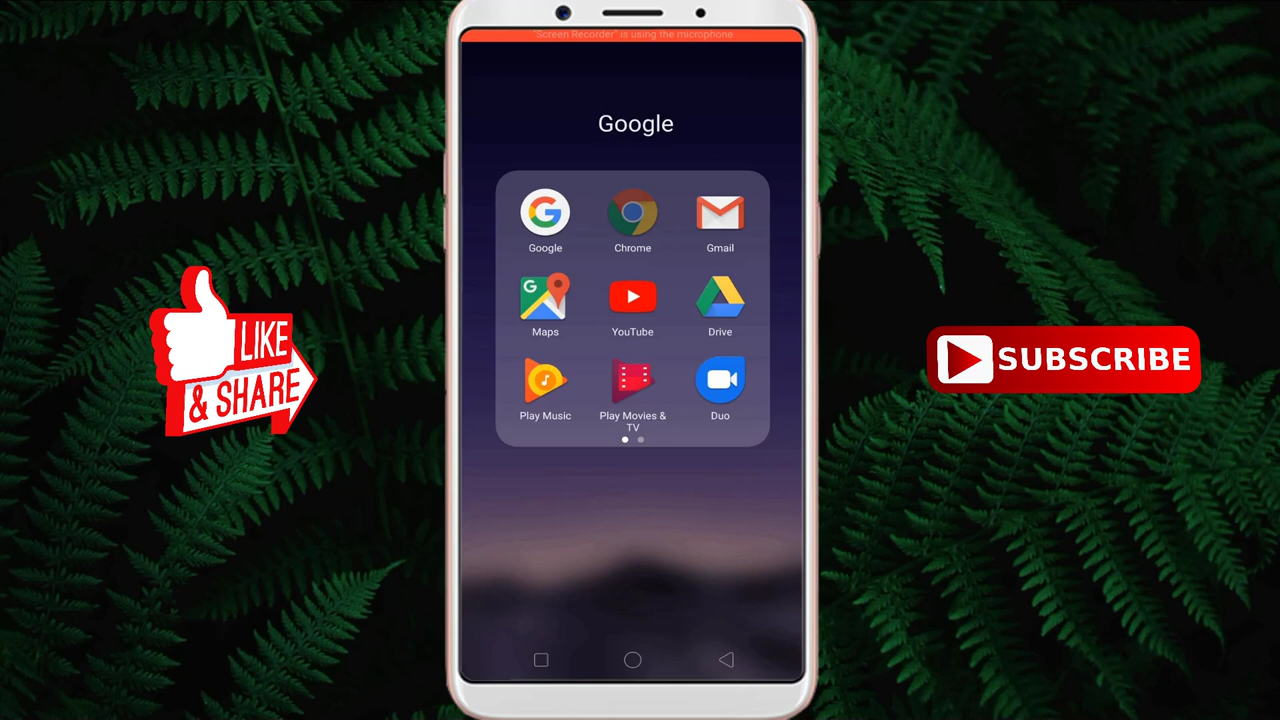 "Screen Recorder" is using the microphone
Google
Google
Chrome
Gmail
G
Maps
YouTube
Drive
Play Music
Play Movies &
TV
Duo
LIKE
& SHARE
SUBSCRIBE